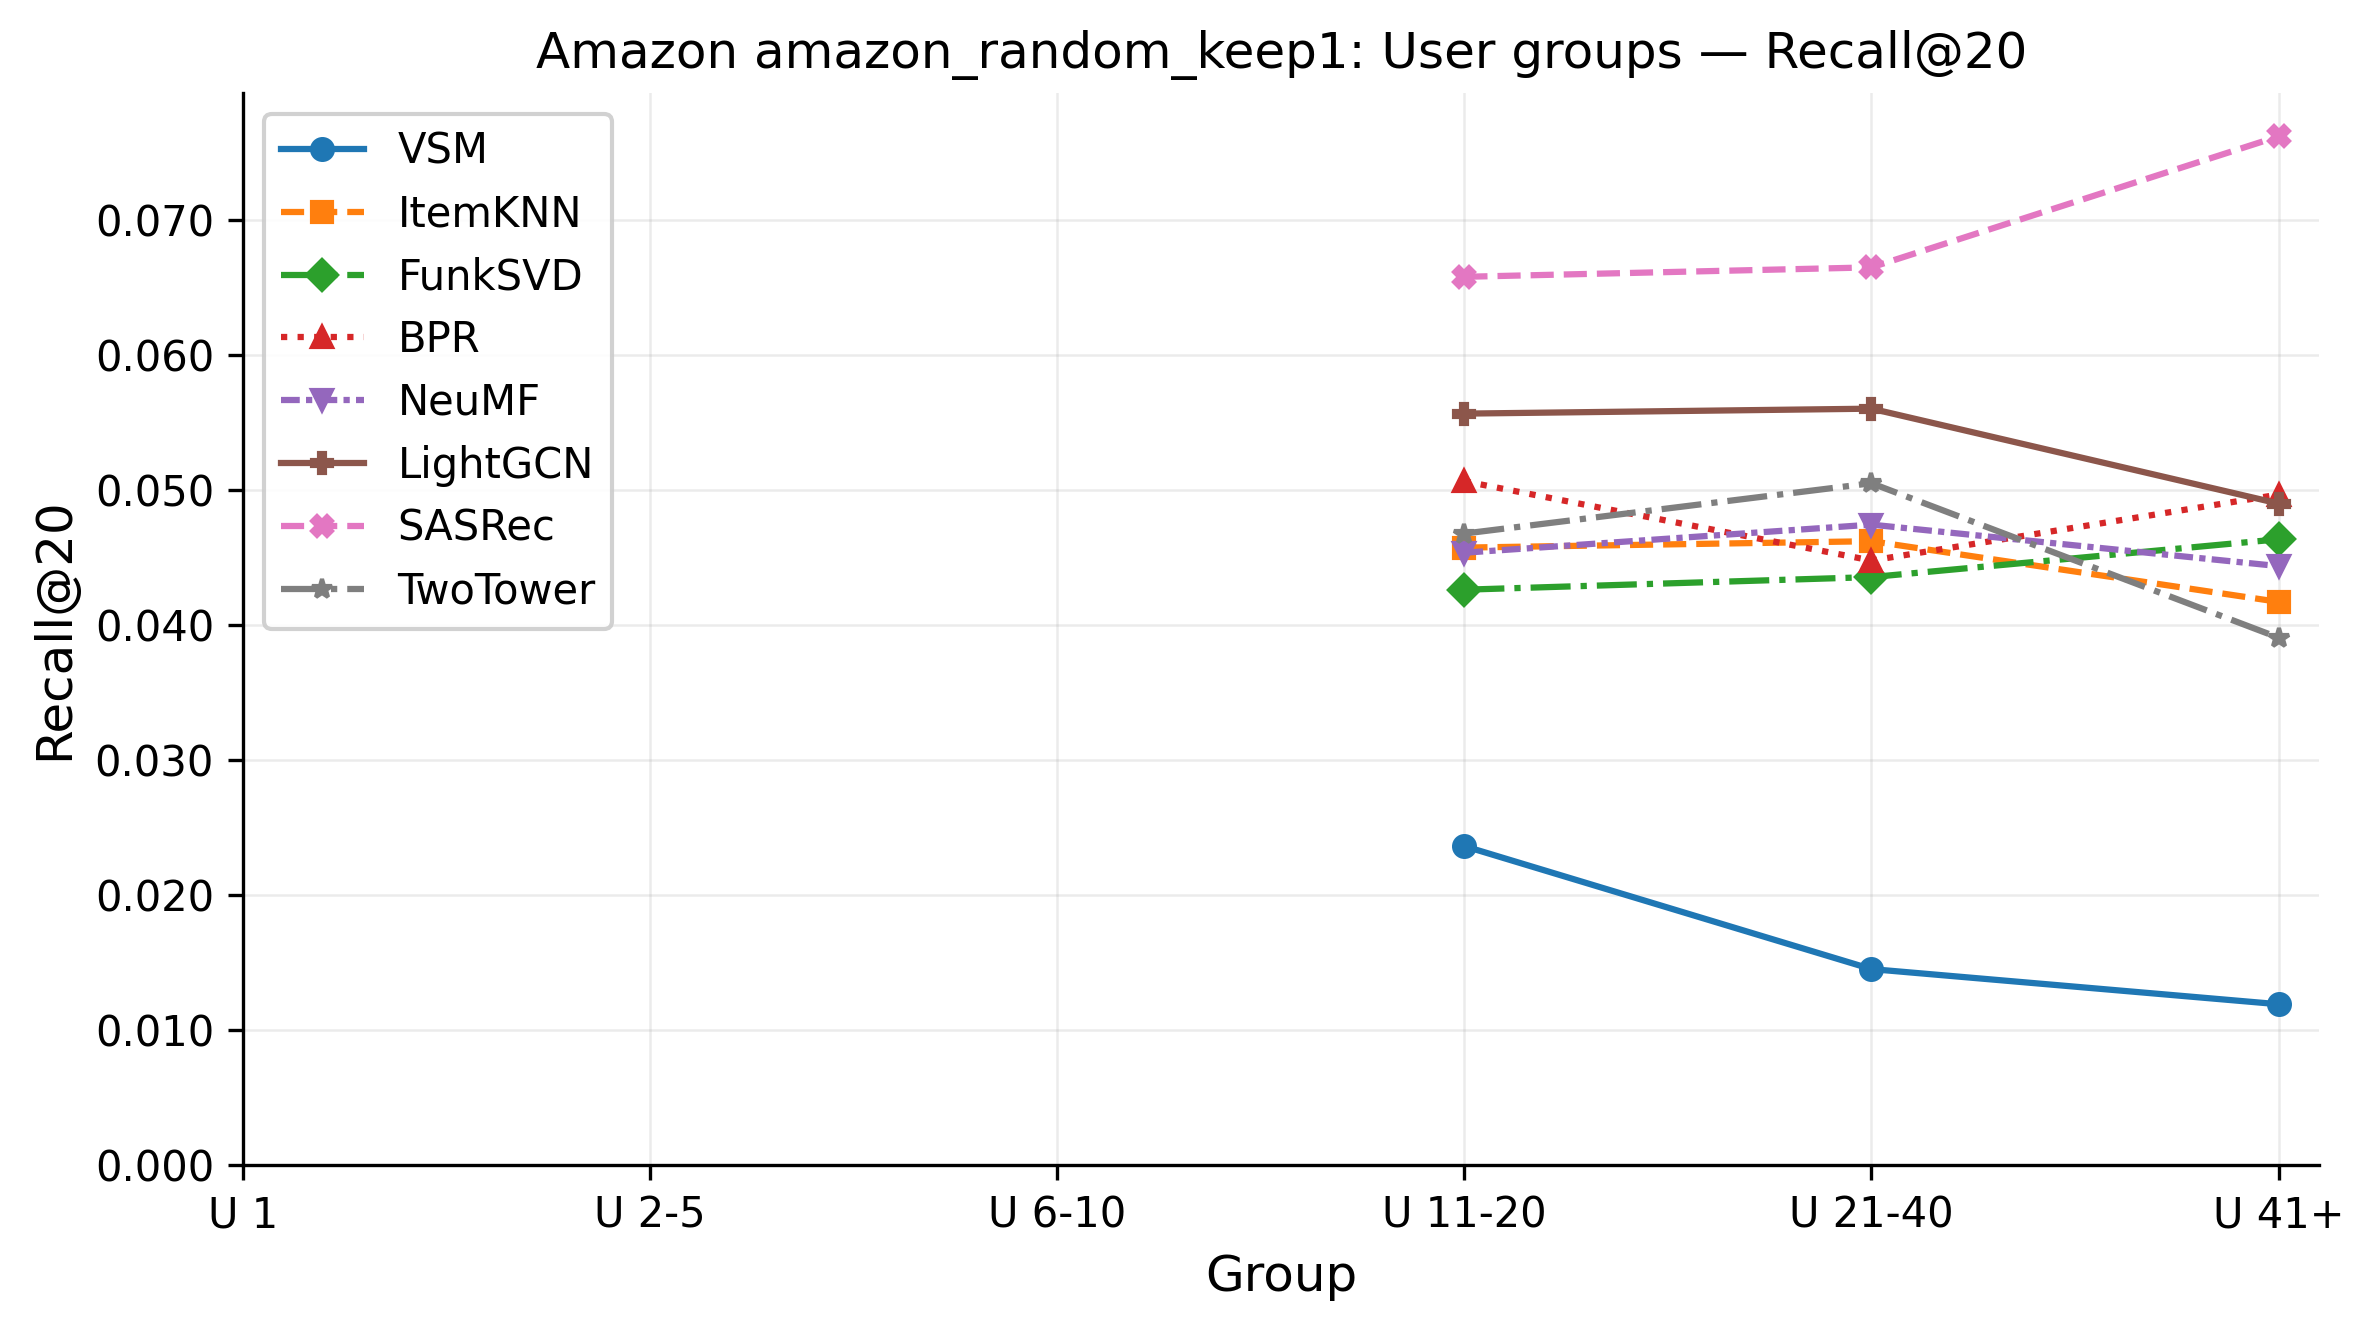 Amazon amazon_random_keep1: User groups — Recall@20
VSM
ItemKNN
FunkSVD
BPR
NeuMF
LightGCN
SASRec
TwoTower
Recall@20
0.070
0.060
0.050
0.040
0.030
0.020
0.010
0.000
U 1
U 2-5
U 6-10
U 11-20
U 21-40
U 41+
Group